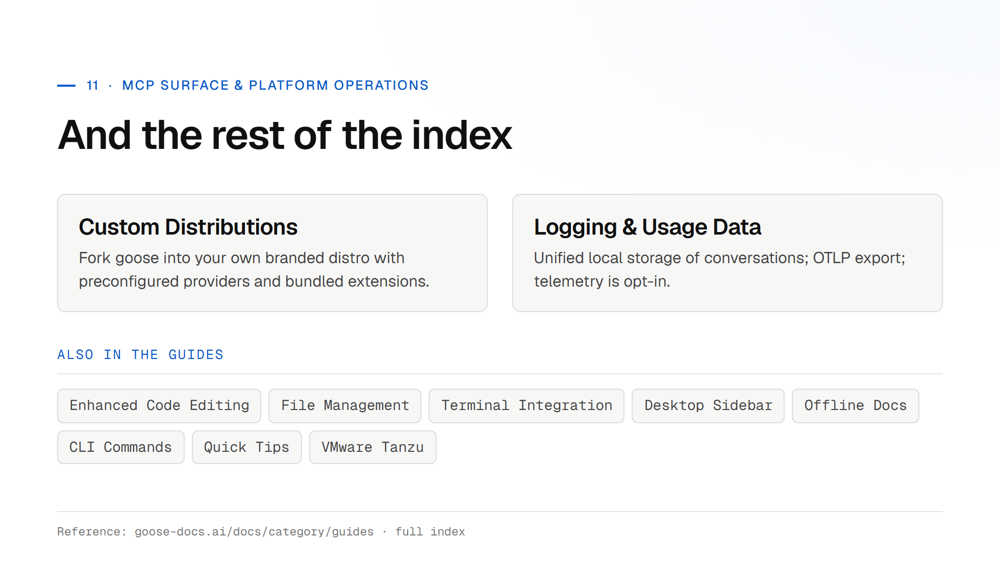 11 · MCP SURFACE & PLATFORM OPERATIONS
And the rest of the index
Custom Distributions
Fork goose into your own branded distro with
preconfigured providers and bundled extensions.
Logging & Usage Data
Unified local storage of conversations; OTLP export;
telemetry is opt-in.
ALSO IN THE GUIDES
Enhanced Code Editing File Management Terminal Integration Desktop Sidebar Offline Docs
CLI Commands Quick Tips VMware Tanzu
Reference: goose-docs.ai/docs/category/guides · full index